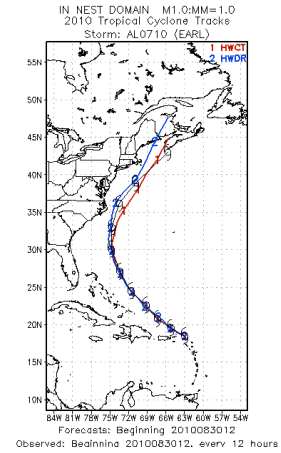 IN NEST DOMAIN M1.0:MM=1.0
2010 Tropical Cyclone Tracks
Storm: AL0710 (EARL)
1 HWCT
2 HWDR
55N
50N
45N
40N
35N
30N
25N
20N
15N
10N
84W 81W 78W 75W 72W 69W 66W 63W 60W 57W 54W
Forecasts: Beginning 2010083012
Observed: Beginning 2010083012, every 12 hours